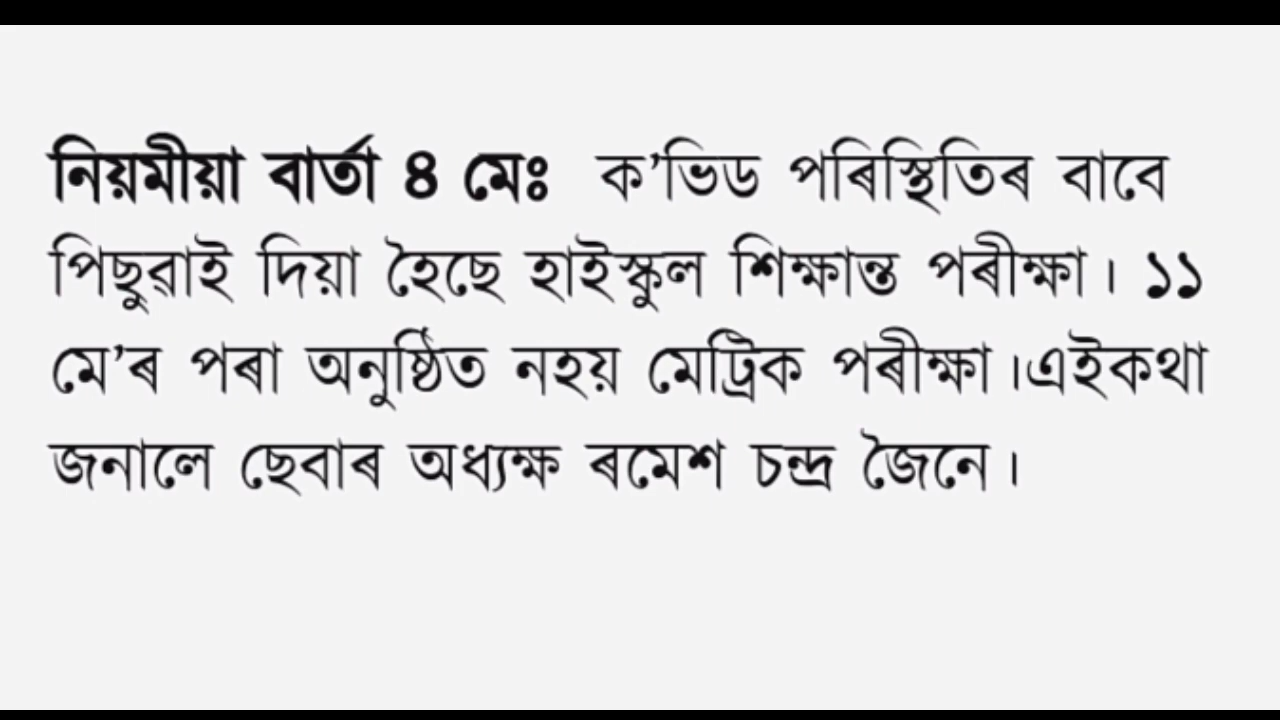 নিয়মীয়া বাৰ্তা ৪ মেঃ ক’ভিড পৰিস্থিতিৰ বাবে
পিছুৱাই দিয়া হৈছে হাইস্কুল শিক্ষান্ত পৰীক্ষা। ১১
মে’ৰ পৰা অনুষ্ঠিত নহয় মেট্ৰিক পৰীক্ষা।এইকথা
জনালে ছেবাৰ অধ্যক্ষ ৰমেশ চন্দ্ৰ জৈনে।